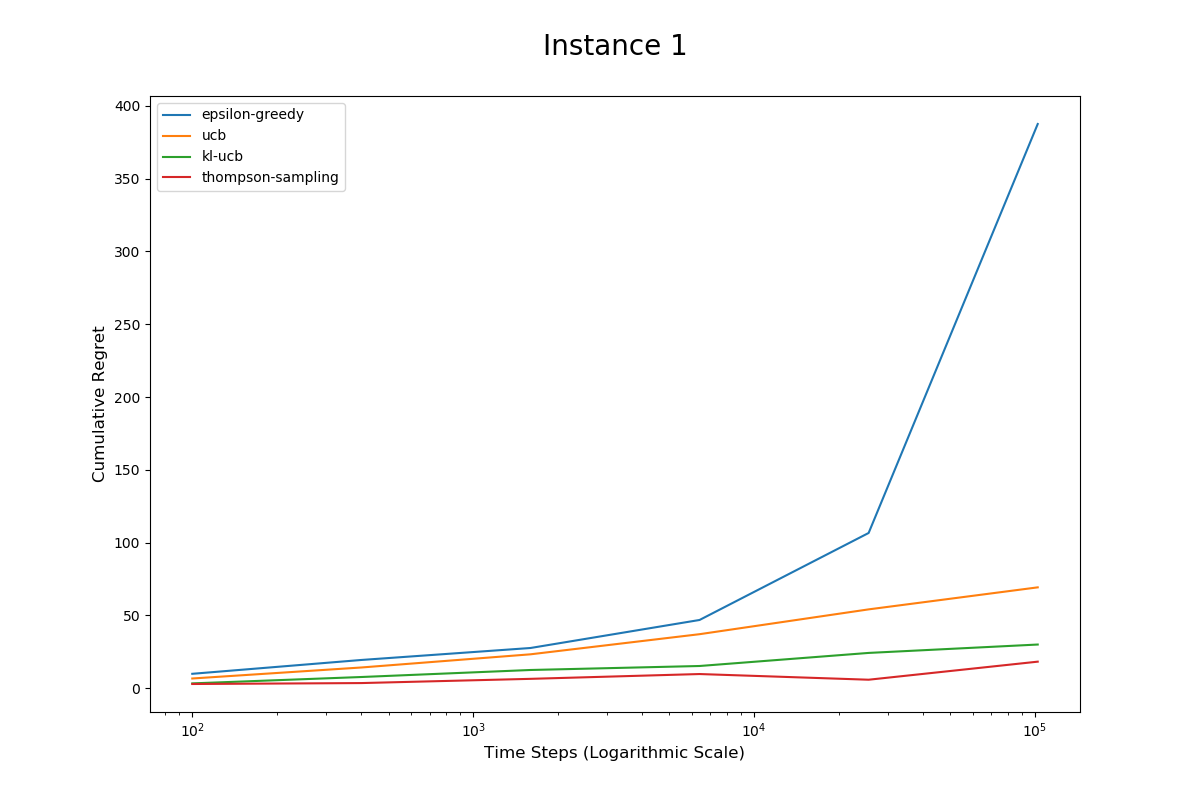 Instance 1
epsilon-greedy
ucb
kl-ucb
thompson-sampling
Cumulative Regret
400
350
300
250
200
150
100
50
0
10²
10³
10⁴
10⁵
Time Steps (Logarithmic Scale)